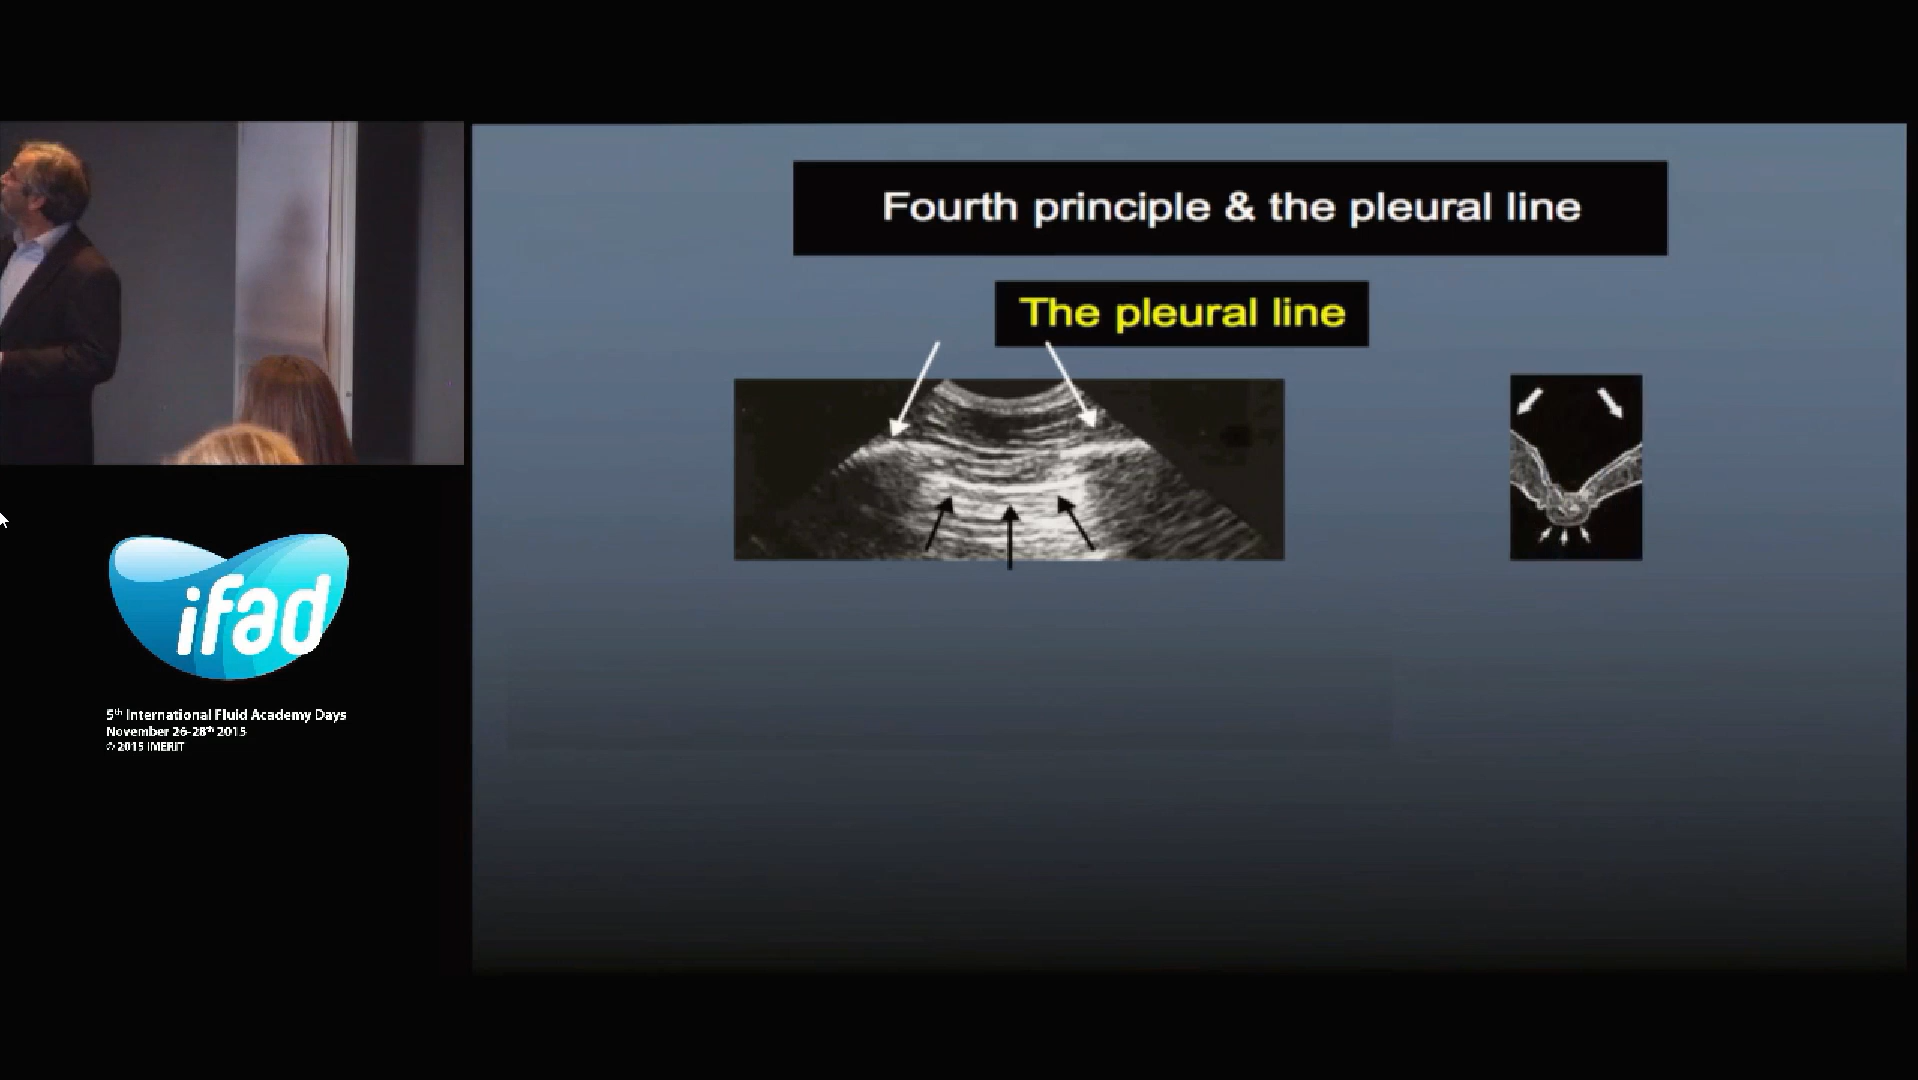 Fourth principle & the pleural line
The pleural line
ifad
5th International Fluid Academy Days
November 26-28th 2015
© 2015 IMERIT